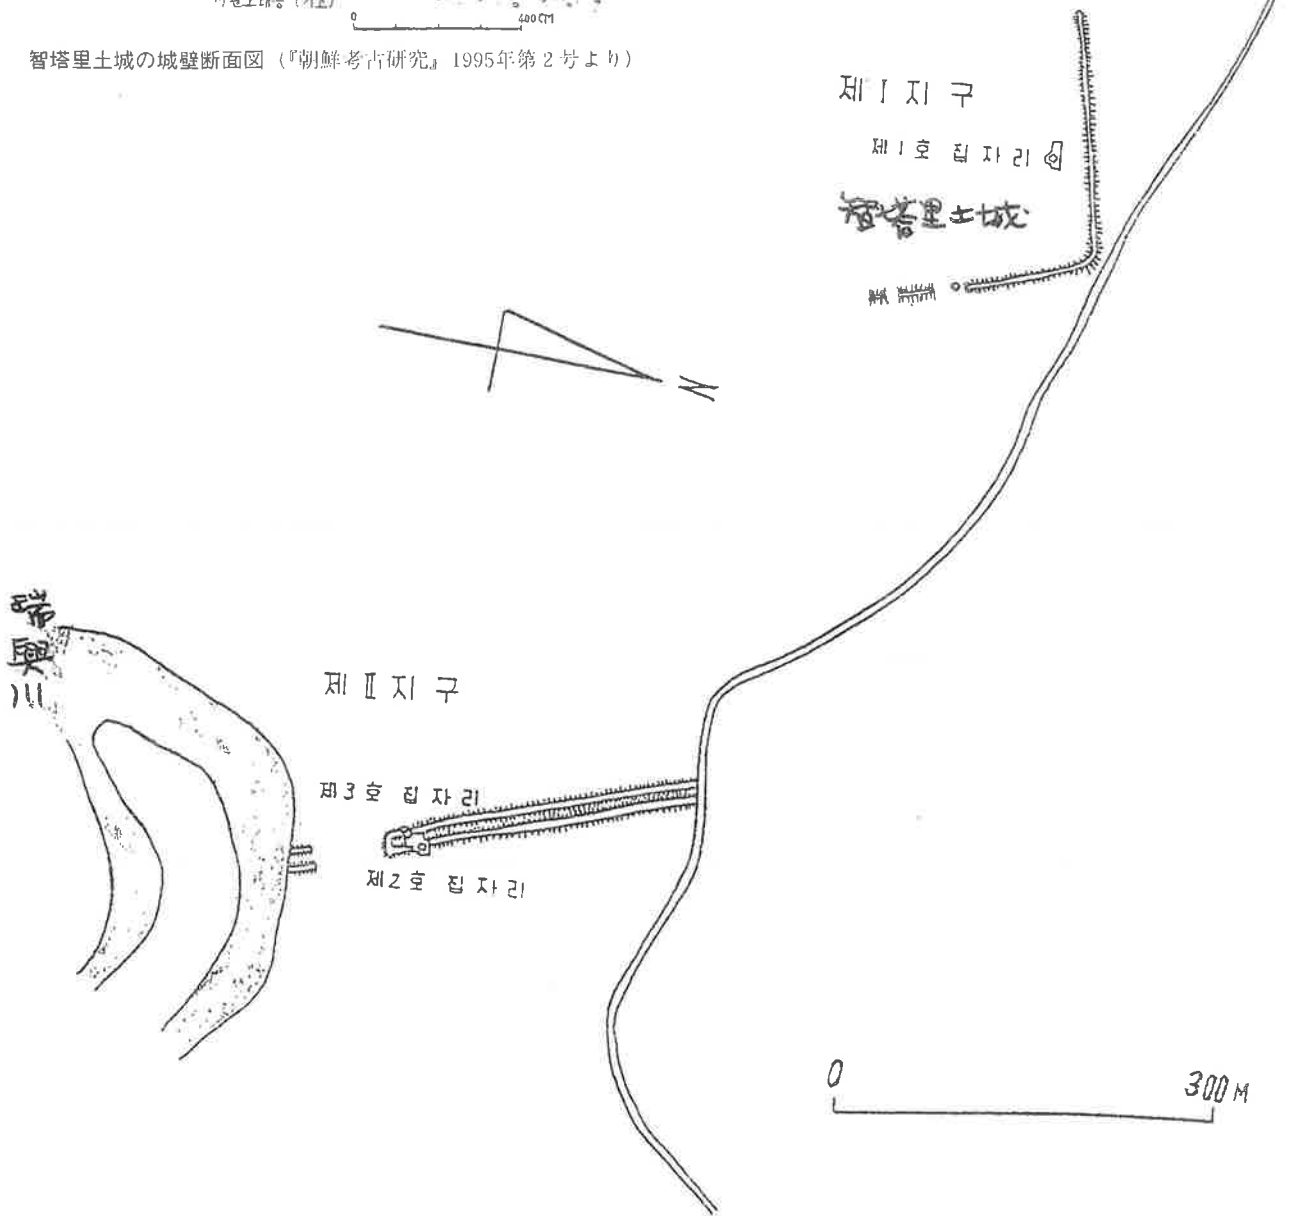 0 400CM
智塔里土城の城壁断面図(『朝鮮考古研究』1995年第2号より)
제 I 지 구
제1호 집 자 리
智塔里土城
N
瑞興川
제 Ⅱ 지 구
제3호 집 자 리
제2호 집 자 리
0 300M